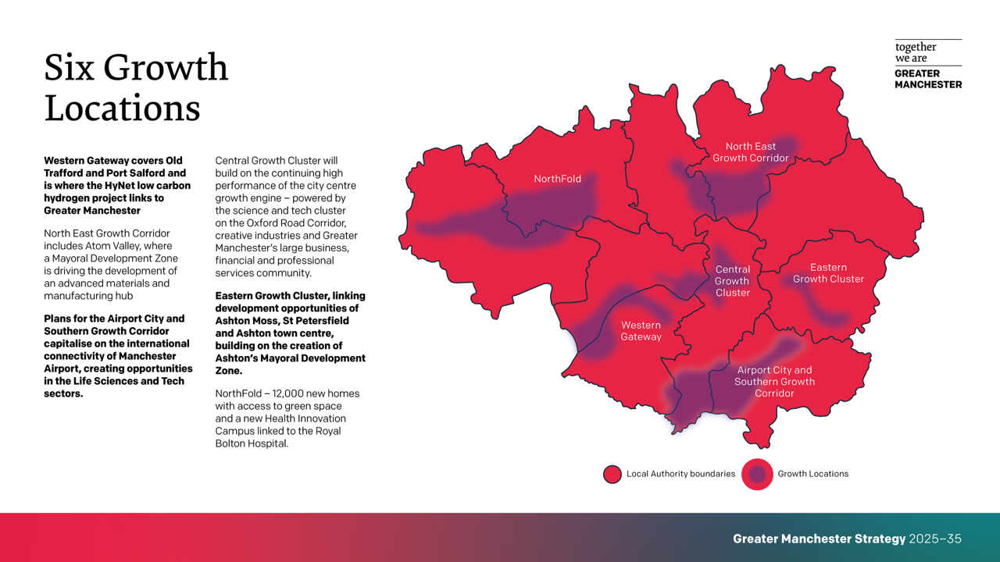 Six Growth
Locations
Western Gateway covers Old
Trafford and Port Salford and
is where the HyNet low carbon
hydrogen project links to
Greater Manchester
North East Growth Corridor
includes Atom Valley, where
a Mayoral Development Zone
is driving the development of
an advanced materials and
manufacturing hub
Plans for the Airport City and
Southern Growth Corridor
capitalise on the international
connectivity of Manchester
Airport, creating opportunities
in the Life Sciences and Tech
sectors.
Central Growth Cluster will
build on the continuing high
performance of the city centre
growth engine – powered by
the science and tech cluster
on the Oxford Road Corridor,
creative industries and Greater
Manchester's large business,
financial and professional
services community.
Eastern Growth Cluster, linking
development opportunities of
Ashton Moss, St Petersfield
and Ashton town centre,
building on the creation of
Ashton's Mayoral Development
Zone.
NorthFold – 12,000 new homes
with access to green space
and a new Health Innovation
Campus linked to the Royal
Bolton Hospital.
together
we are
GREATER
MANCHESTER
North East
Growth Corridor
NorthFold
Central
Growth
Cluster
Eastern
Growth Cluster
Western
Gateway
Airport City and
Southern Growth
Corridor
Local Authority boundaries
Growth Locations
Greater Manchester Strategy 2025–35